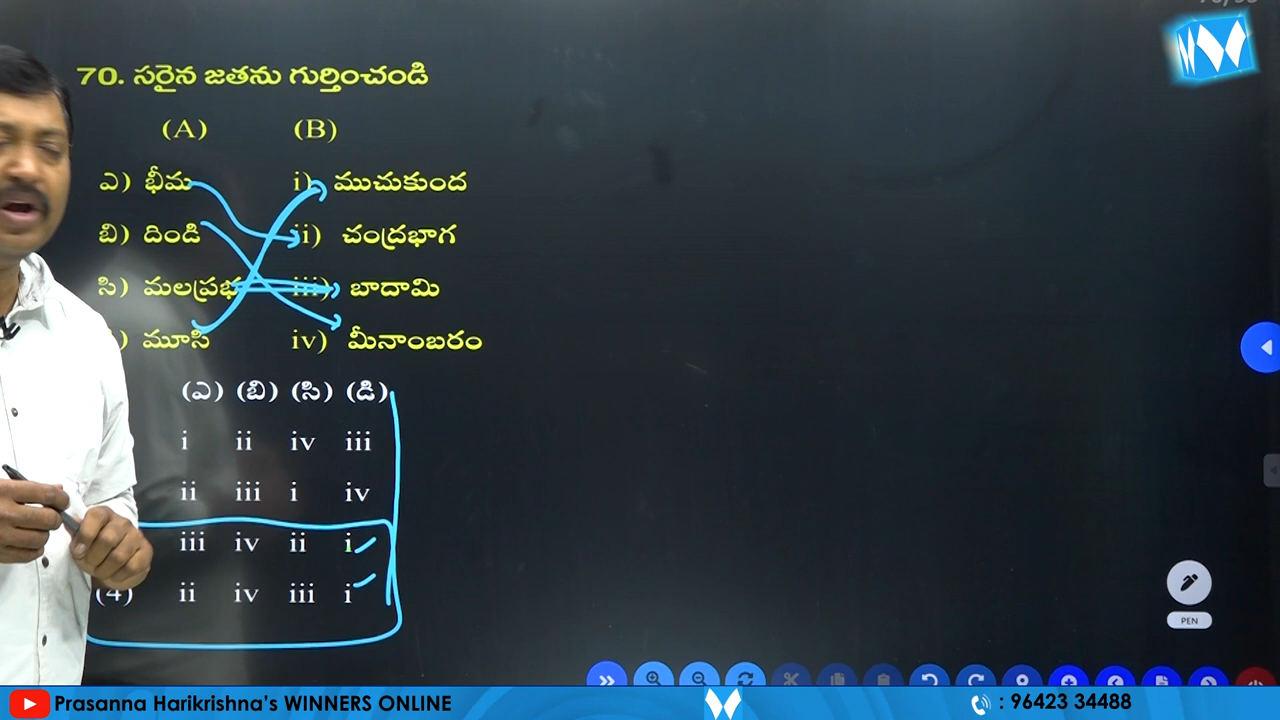 70. సరైన జతను గుర్తించండి
(A) (B)
ఎ) భీమ i) ముచుకుంద
బి) దిండి ii) చంద్రభాగ
సి) మలప్రభ iii) బాదామి
) మూసి iv) మీనాంబరం
(ఎ) (బి) (సి) (డి)
i ii iv iii
ii iii i iv
iii iv ii i
(4) ii iv iii i
W
PEN
Prasanna Harikrishna's WINNERS ONLINE
W
: 96423 34488